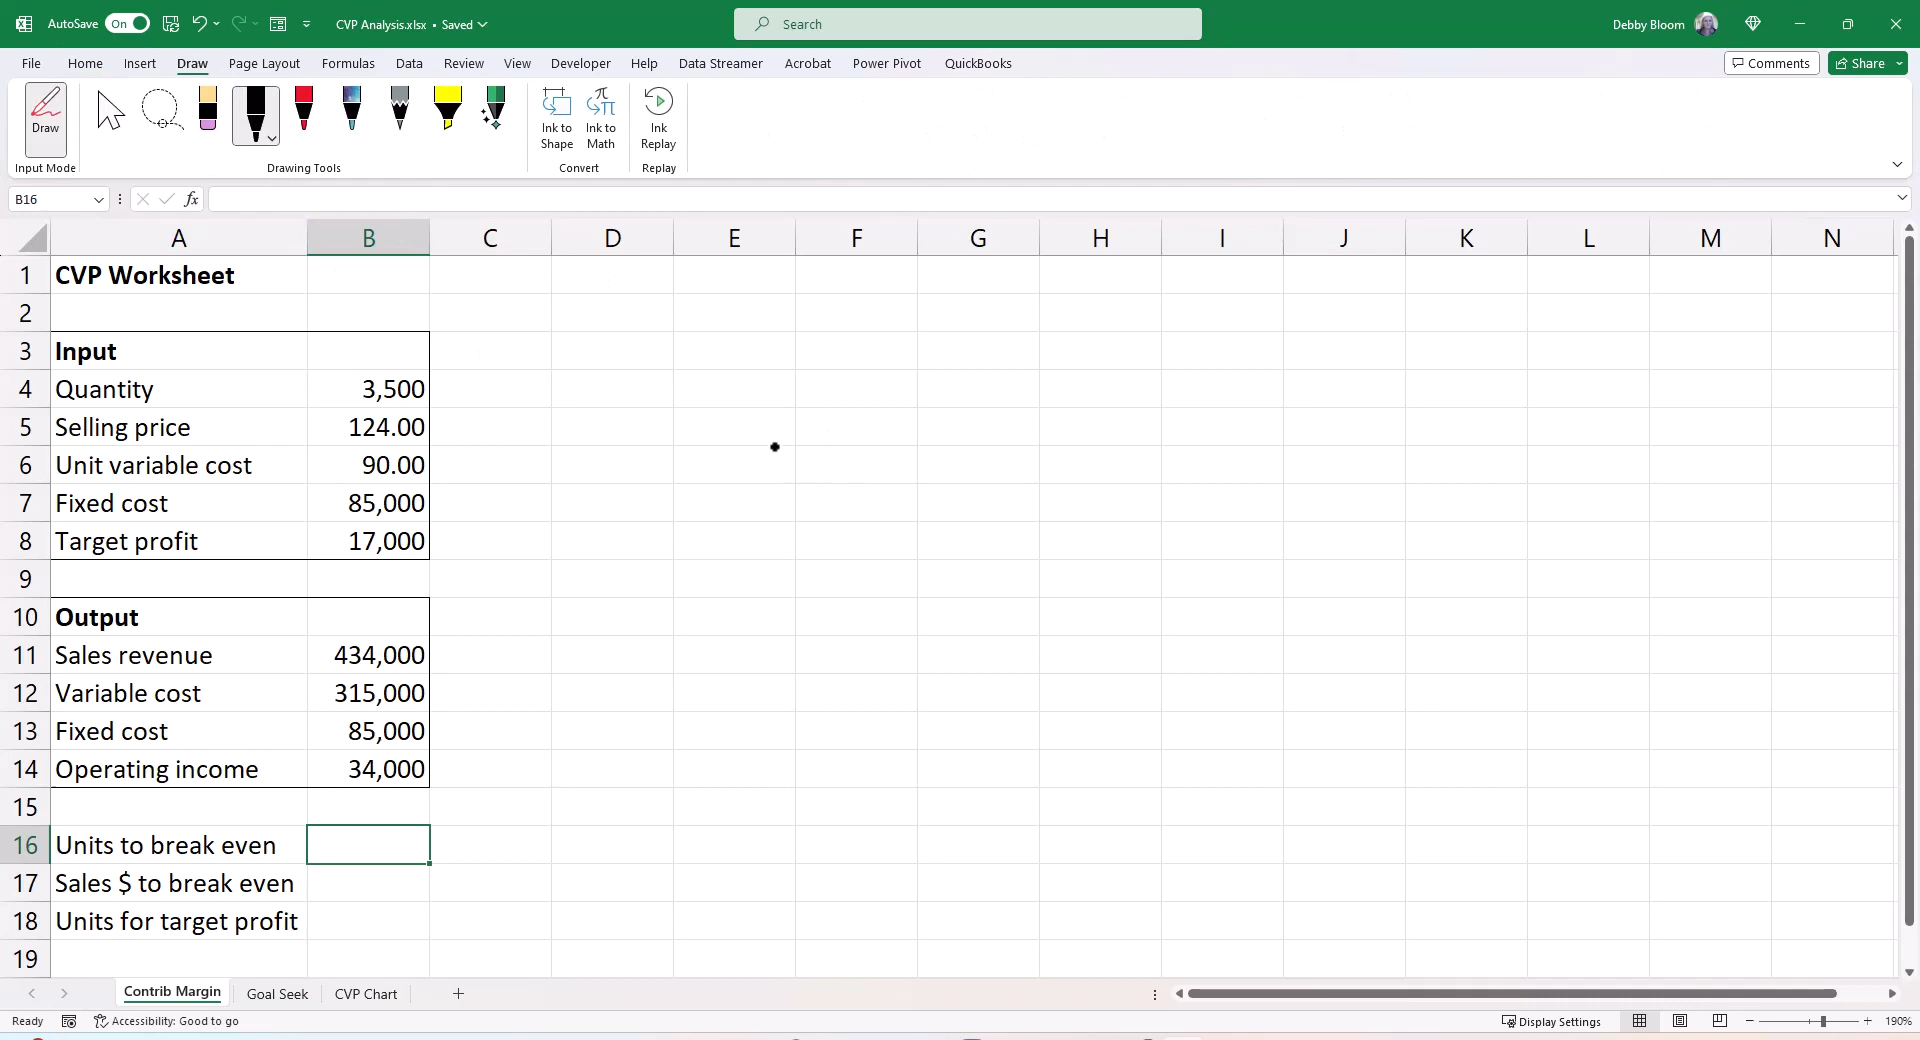 AutoSave On CVP Analysis.xlsx • Saved Search Debby Bloom
File Home Insert Draw Page Layout Formulas Data Review View Developer Help Data Streamer Acrobat Power Pivot QuickBooks Comments Share
Draw Ink to Shape Ink to Math Ink Replay
Input Mode Drawing Tools Convert Replay
B16 fx
A B C D E F G H I J K L M N
1 CVP Worksheet
2
3 Input
4 Quantity 3,500
5 Selling price 124.00
6 Unit variable cost 90.00
7 Fixed cost 85,000
8 Target profit 17,000
9
10 Output
11 Sales revenue 434,000
12 Variable cost 315,000
13 Fixed cost 85,000
14 Operating income 34,000
15
16 Units to break even
17 Sales $ to break even
18 Units for target profit
19
Contrib Margin Goal Seek CVP Chart
Ready Accessibility: Good to go Display Settings 190%